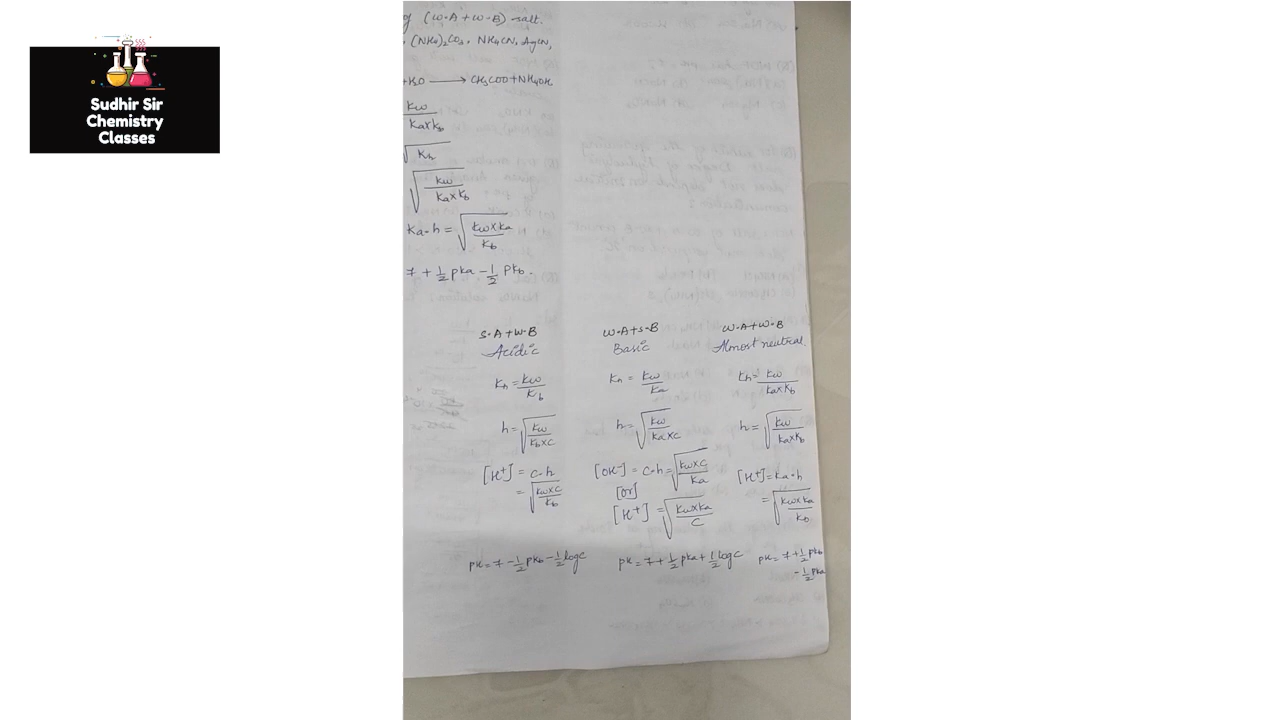 Sudhir Sir
Chemistry
Classes
of (W·A + W·B) salt.
(NH4)2CO3, NH4CN, AgCN,
+H2O ⟶ CH3COO+NH4OH
Kw
Ka×Kb
√Kh
√Kw
Ka×Kb
Ka·h = √Kw×Ka
Kb
7 + 1/2 pKa - 1/2 pKb.
S·A+W·B W·A+S·B W·A+W·B
Acidic Basic Almost neutral.
Kh = Kw/Kb Kh = Kw/Ka Kh = Kw/Ka×Kb
h = √Kw/Kb×C h = √Kw/Ka×C h = √Kw/Ka×Kb
[H+] = C·h [OH-] = C·h = √Kw×C/Ka [H+] = Ka·h
= √Kw×C/Kb [Or] = √Kw×Ka/Kb
[H+] = √Kw×Ka/C
pH = 7 - 1/2 pKb - 1/2 log C pH = 7 + 1/2 pKa + 1/2 log C pH = 7 + 1/2 pKb
- 1/2 pKa